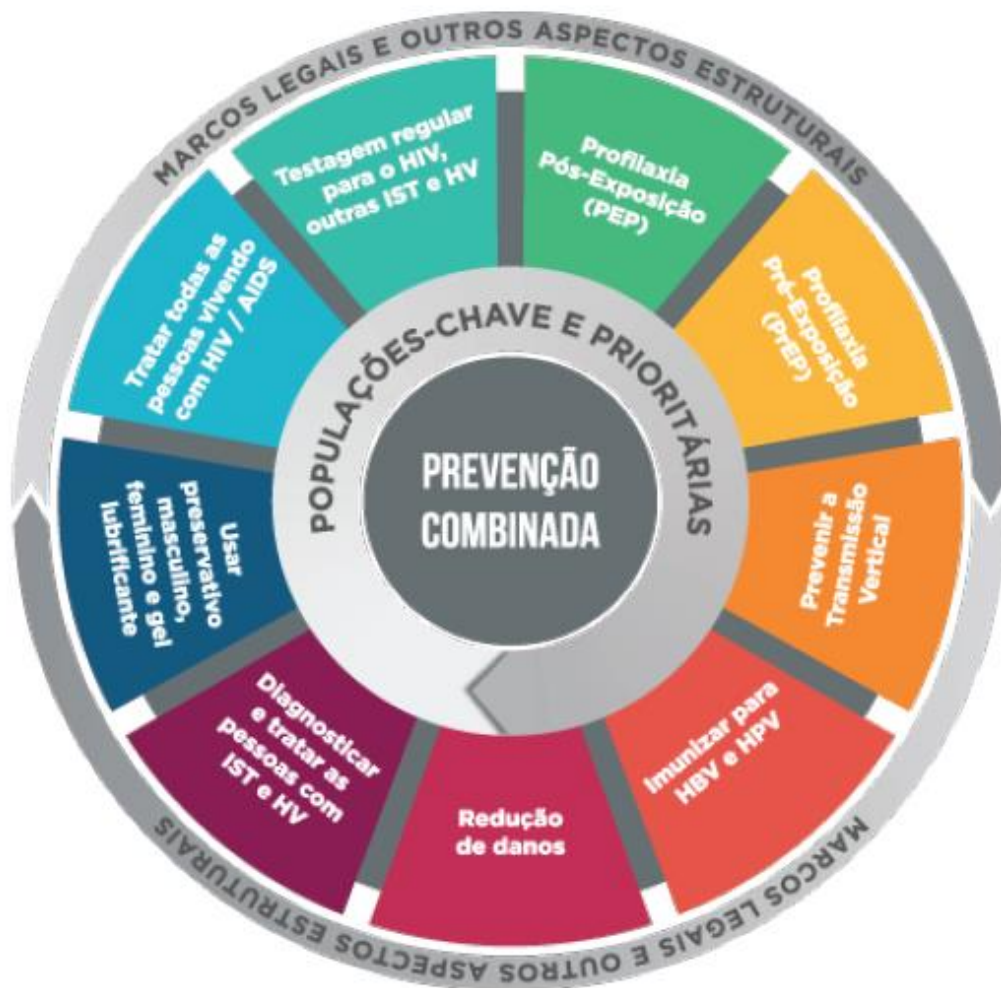 MARCOS LEGAIS E OUTROS ASPECTOS ESTRUTURAIS
Testagem regular
para o HIV,
outras IST e HV
Profilaxia
Pós-Exposição
(PEP)
Profilaxia
Pré-Exposição
(PrEP)
Prevenir a
Transmissão
Vertical
Imunizar para
HBV e HPV
Redução
de danos
Diagnosticar
e tratar as
pessoas com
IST e HV
Usar
preservativo
masculino,
feminino e gel
lubrificante
Tratar todas as
pessoas vivendo
com HIV / AIDS
POPULAÇÕES-CHAVE E PRIORITÁRIAS
PREVENÇÃO
COMBINADA
MARCOS LEGAIS E OUTROS ASPECTOS ESTRUTURAIS